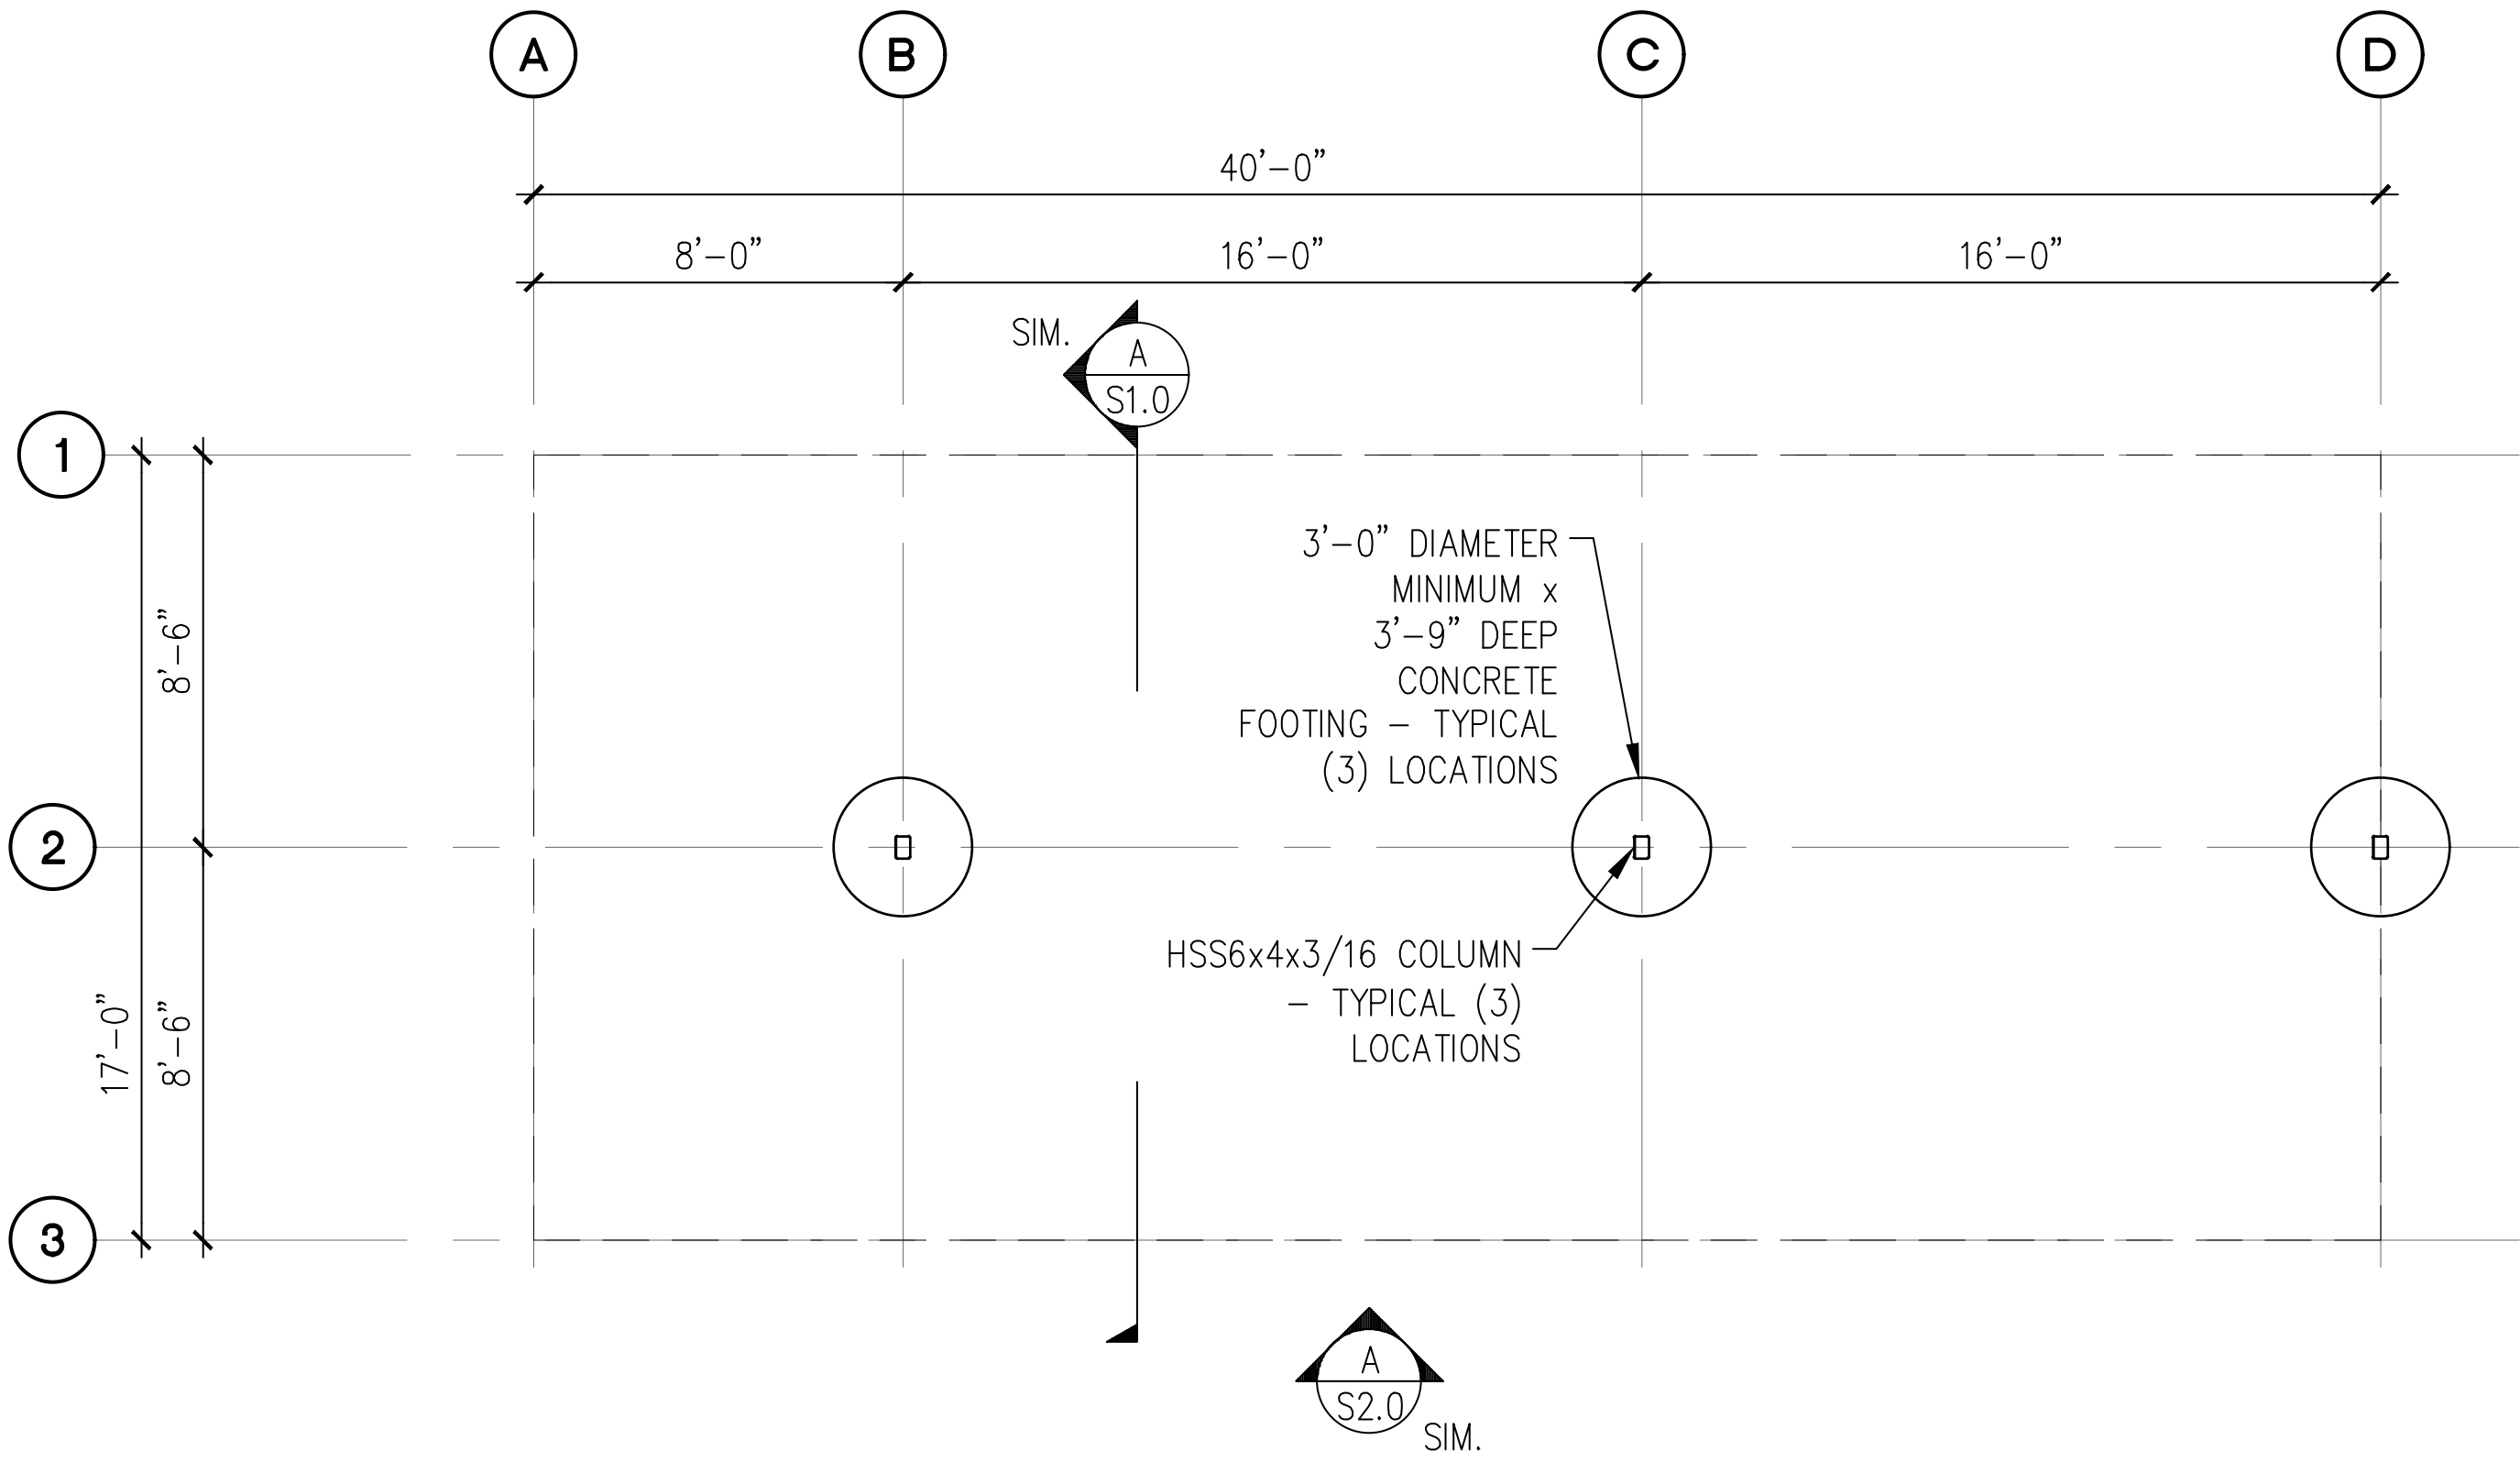 A B C D
40'-0"
8'-0" 16'-0" 16'-0"
SIM.
A
S1.0
1
3'-0" DIAMETER
MINIMUM x
3'-9" DEEP
CONCRETE
FOOTING - TYPICAL
(3) LOCATIONS
8'-6"
2
HSS6x4x3/16 COLUMN
- TYPICAL (3)
LOCATIONS
17'-0"
8'-6"
3
A
S2.0
SIM.